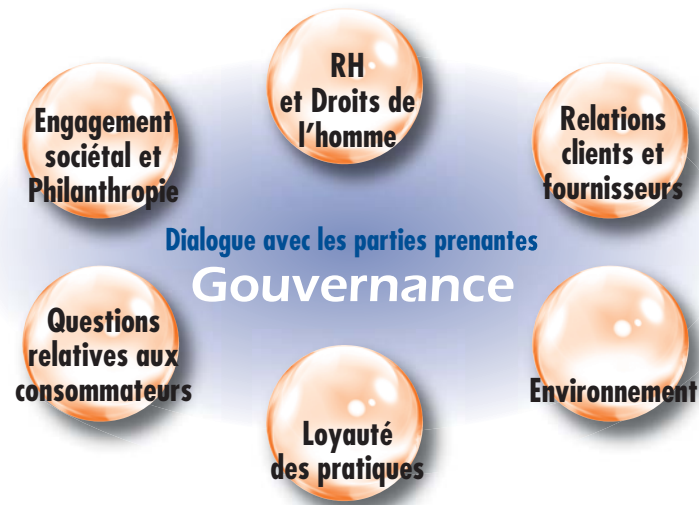 RH
et Droits de
l'homme
Engagement
sociétal et
Philanthropie
Relations
clients et
fournisseurs
Dialogue avec les parties prenantes
Gouvernance
Questions
relatives aux
consommateurs
Environnement
Loyauté
des pratiques